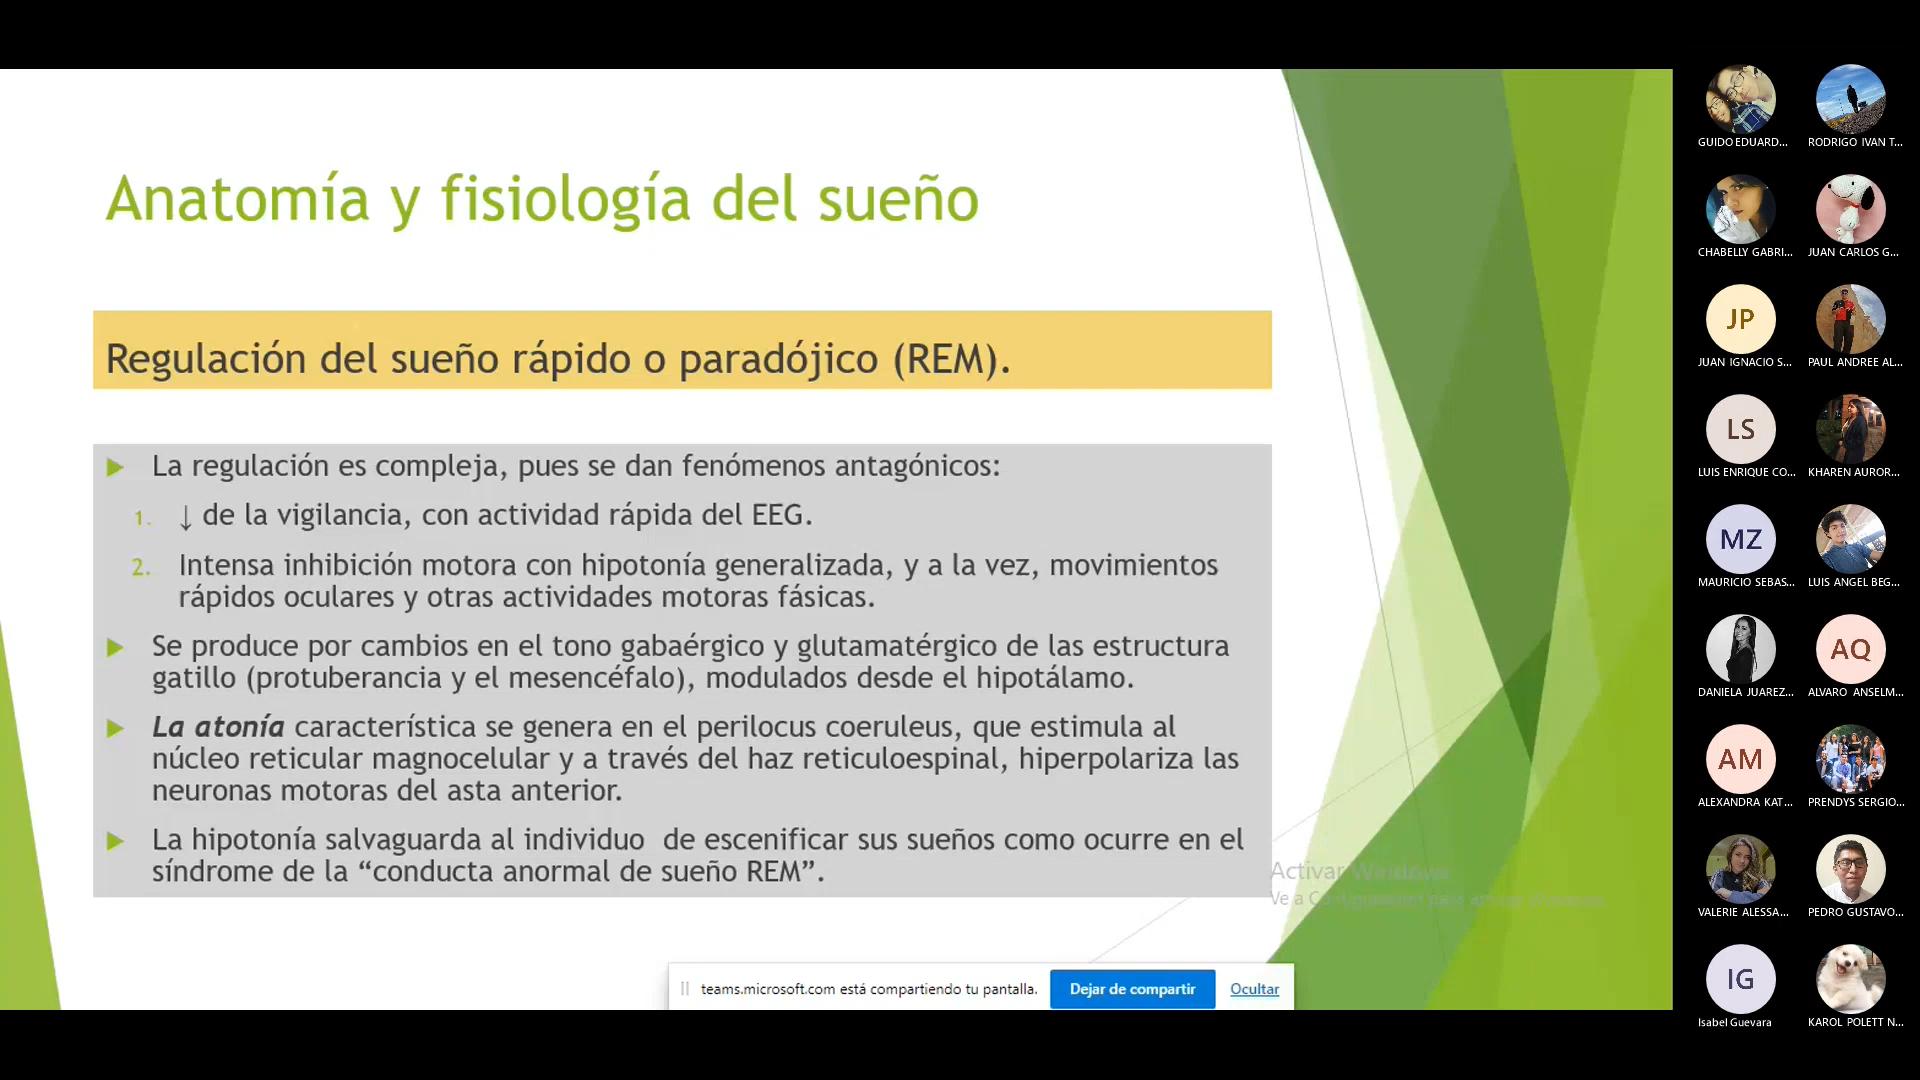 Anatomía y fisiología del sueño
Regulación del sueño rápido o paradójico (REM).
La regulación es compleja, pues se dan fenómenos antagónicos:
1. ↓ de la vigilancia, con actividad rápida del EEG.
2. Intensa inhibición motora con hipotonía generalizada, y a la vez, movimientos
rápidos oculares y otras actividades motoras fásicas.
Se produce por cambios en el tono gabaérgico y glutamatérgico de las estructura
gatillo (protuberancia y el mesencéfalo), modulados desde el hipotálamo.
La atonía característica se genera en el perilocus coeruleus, que estimula al
núcleo reticular magnocelular y a través del haz reticuloespinal, hiperpolariza las
neuronas motoras del asta anterior.
La hipotonía salvaguarda al individuo de escenificar sus sueños como ocurre en el
síndrome de la “conducta anormal de sueño REM”.
Activar Windows
Ve a Configuración para activar Windows.
teams.microsoft.com está compartiendo tu pantalla.
Dejar de compartir
Ocultar
GUIDO EDUARD...
RODRIGO IVAN T...
CHABELLY GABRI...
JUAN CARLOS G...
JP
JUAN IGNACIO S...
PAUL ANDREE AL...
LS
LUIS ENRIQUE CO...
KHAREN AUROR...
MZ
MAURICIO SEBAS...
LUIS ANGEL BEG...
DANIELA JUAREZ...
AQ
ALVARO ANSELM...
AM
ALEXANDRA KAT...
PRENDYS SERGIO...
VALERIE ALESSA...
PEDRO GUSTAVO...
IG
Isabel Guevara
KAROL POLETT N...